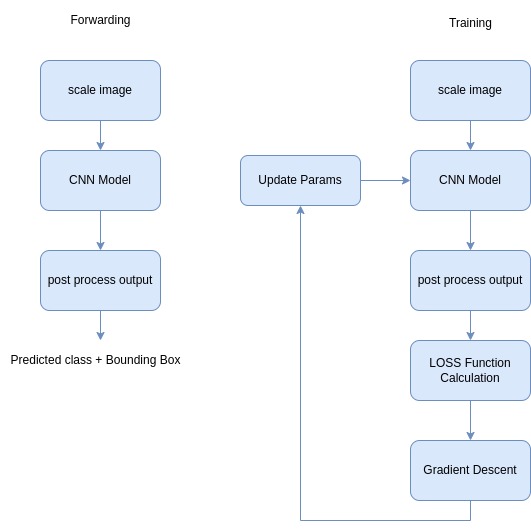 Forwarding
scale image
CNN Model
post process output
Predicted class + Bounding Box
Training
scale image
Update Params
CNN Model
post process output
LOSS Function
Calculation
Gradient Descent